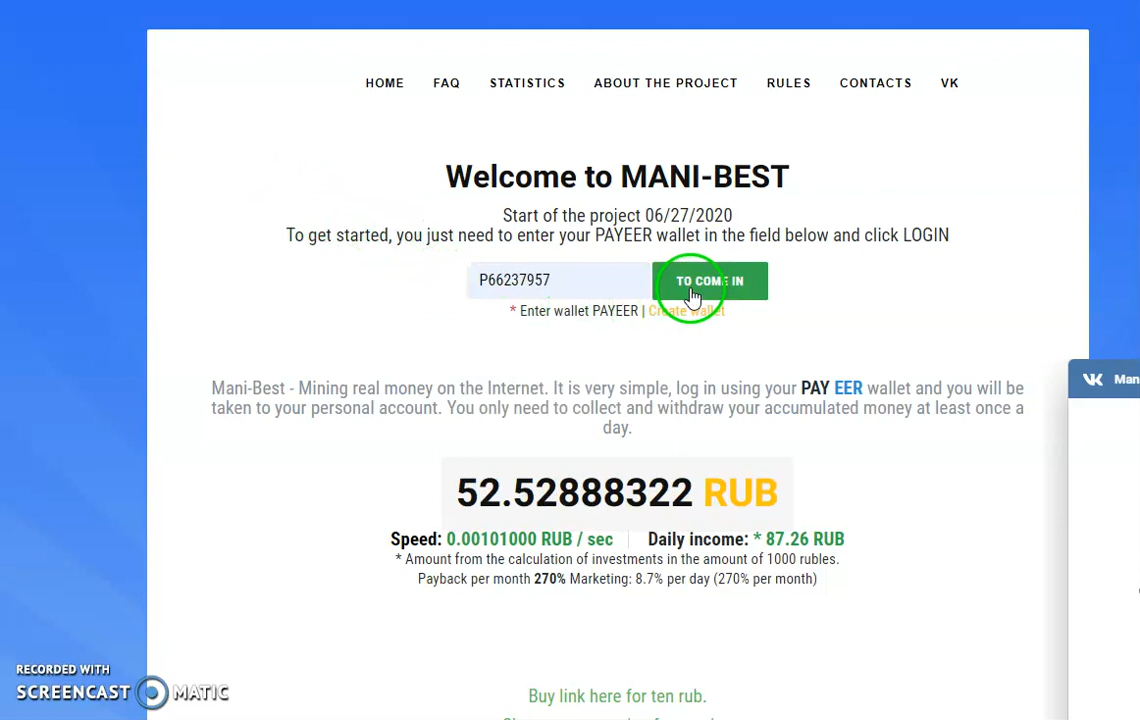 HOME FAQ STATISTICS ABOUT THE PROJECT RULES CONTACTS VK
Welcome to MANI-BEST
Start of the project 06/27/2020
To get started, you just need to enter your PAYEER wallet in the field below and click LOGIN
P66237957 TO COME IN
* Enter wallet PAYEER | Create wallet
Man
Mani-Best - Mining real money on the Internet. It is very simple, log in using your PAY EER wallet and you will be
taken to your personal account. You only need to collect and withdraw your accumulated money at least once a
day.
52.52888322 RUB
Speed: 0.00101000 RUB / sec Daily income: * 87.26 RUB
* Amount from the calculation of investments in the amount of 1000 rubles.
Payback per month 270% Marketing: 8.7% per day (270% per month)
RECORDED WITH
SCREENCAST MATIC
Buy link here for ten rub.